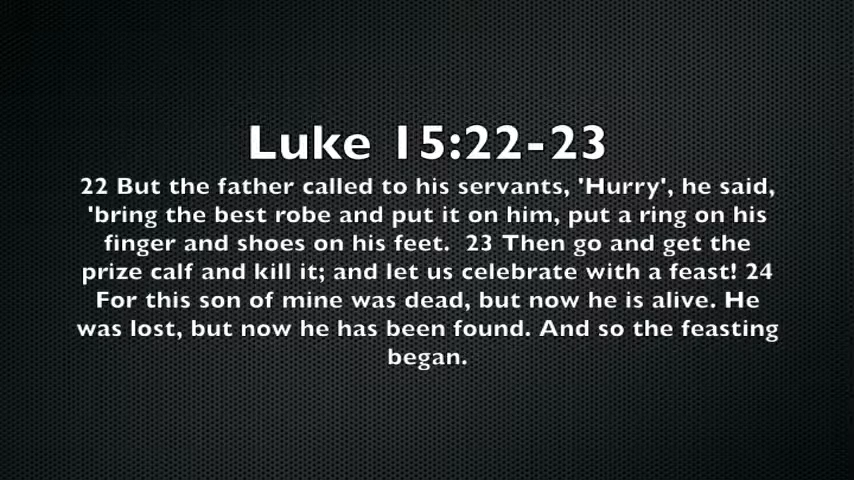 Luke 15:22-23
22 But the father called to his servants, 'Hurry', he said,
'bring the best robe and put it on him, put a ring on his
finger and shoes on his feet.  23 Then go and get the
prize calf and kill it; and let us celebrate with a feast! 24
For this son of mine was dead, but now he is alive. He
was lost, but now he has been found. And so the feasting
began.